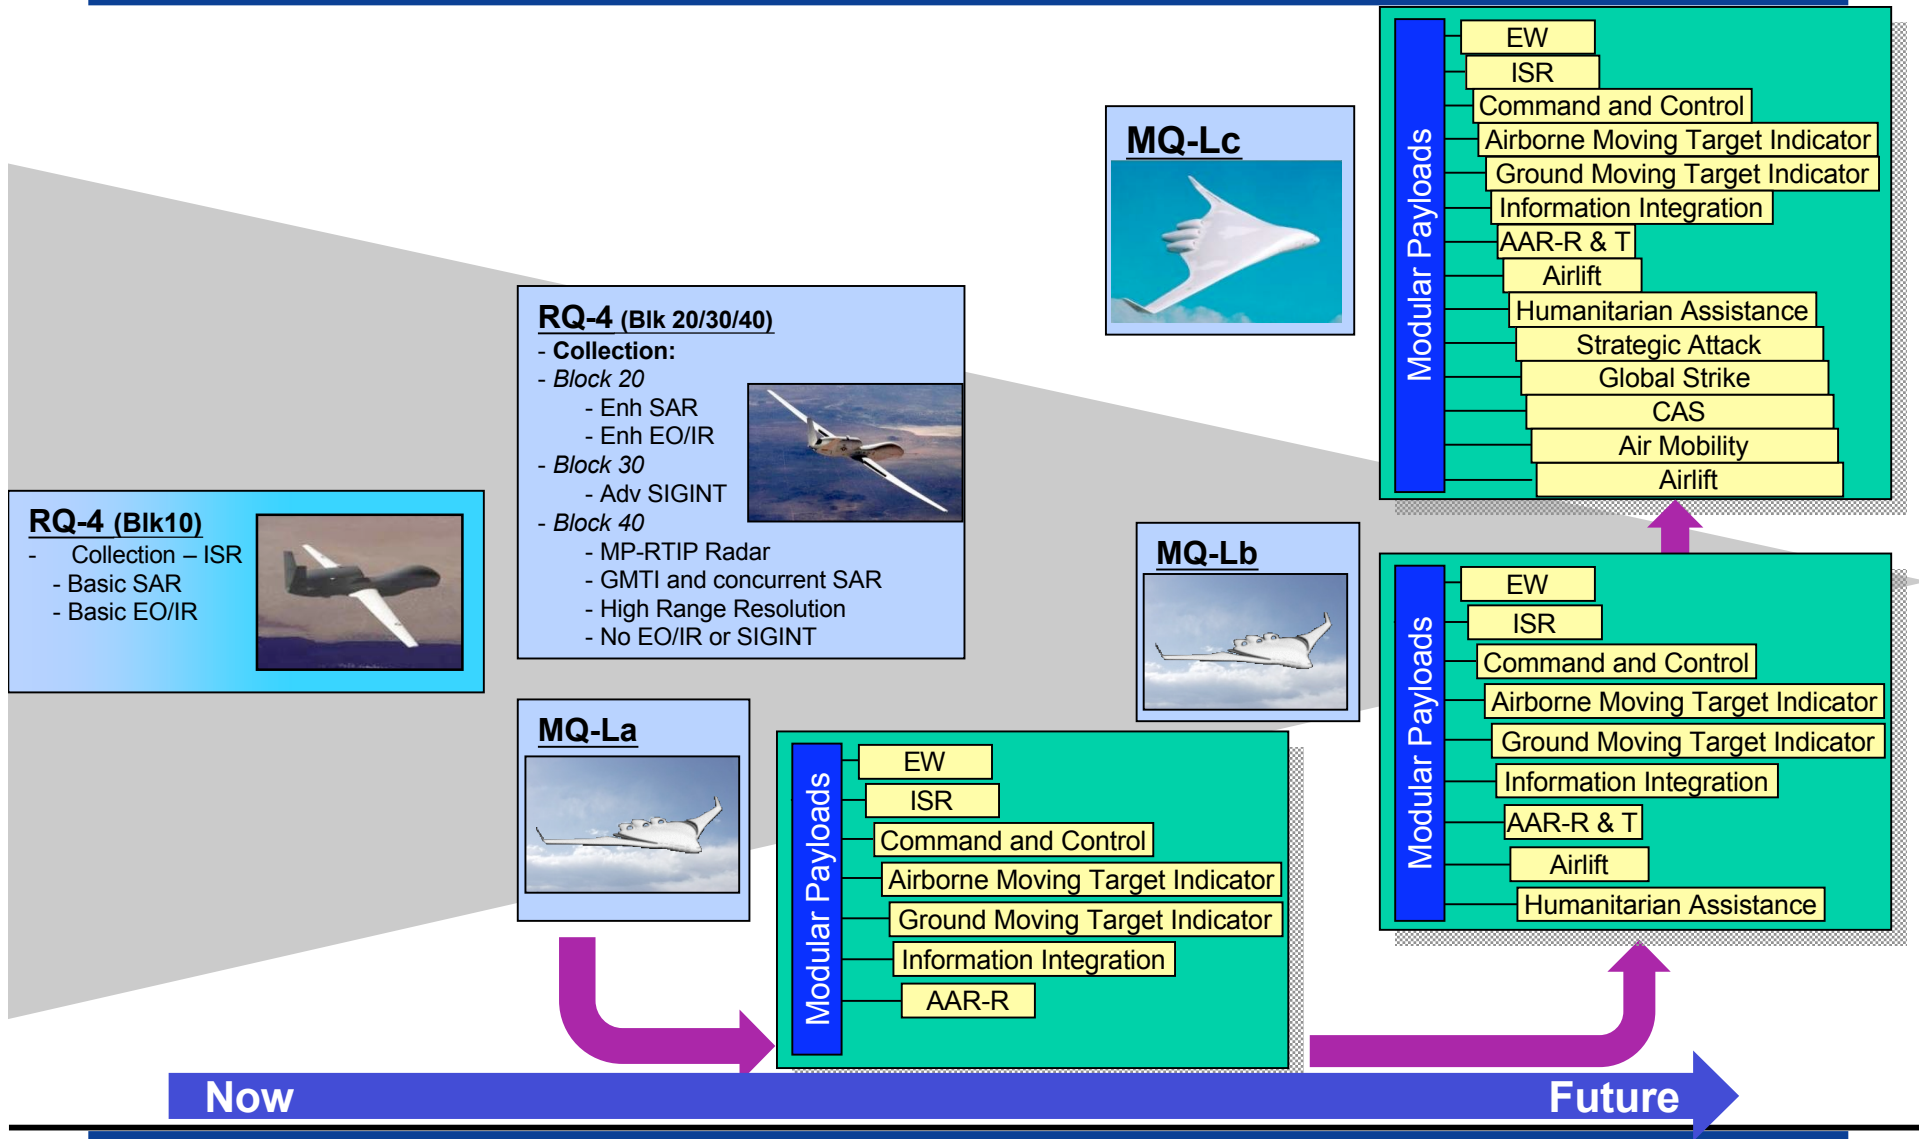 RQ-4 (Blk10)
- Collection – ISR
- Basic SAR
- Basic EO/IR
RQ-4 (Blk 20/30/40)
- Collection:
- Block 20
- Enh SAR
- Enh EO/IR
- Block 30
- Adv SIGINT
- Block 40
- MP-RTIP Radar
- GMTI and concurrent SAR
- High Range Resolution
- No EO/IR or SIGINT
MQ-La
Modular Payloads
EW
ISR
Command and Control
Airborne Moving Target Indicator
Ground Moving Target Indicator
Information Integration
AAR-R
MQ-Lb
Modular Payloads
EW
ISR
Command and Control
Airborne Moving Target Indicator
Ground Moving Target Indicator
Information Integration
AAR-R & T
Airlift
Humanitarian Assistance
MQ-Lc
Modular Payloads
EW
ISR
Command and Control
Airborne Moving Target Indicator
Ground Moving Target Indicator
Information Integration
AAR-R & T
Airlift
Humanitarian Assistance
Strategic Attack
Global Strike
CAS
Air Mobility
Airlift
Now
Future